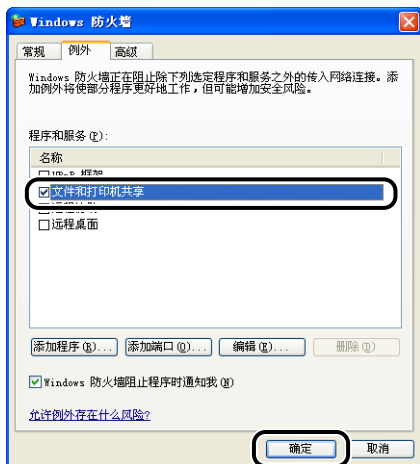 Windows 防火墙
常规 例外 高级
Windows 防火墙正在阻止除下列选定程序和服务之外的传入网络连接。添
加例外将使部分程序更好地工作，但可能增加安全风险。
程序和服务(P):
名称
UPnP 框架
文件和打印机共享
远程桌面
添加程序(R)... 添加端口(O)... 编辑(E)... 删除(D)
Windows 防火墙阻止程序时通知我(N)
允许例外存在什么风险?
确定 取消